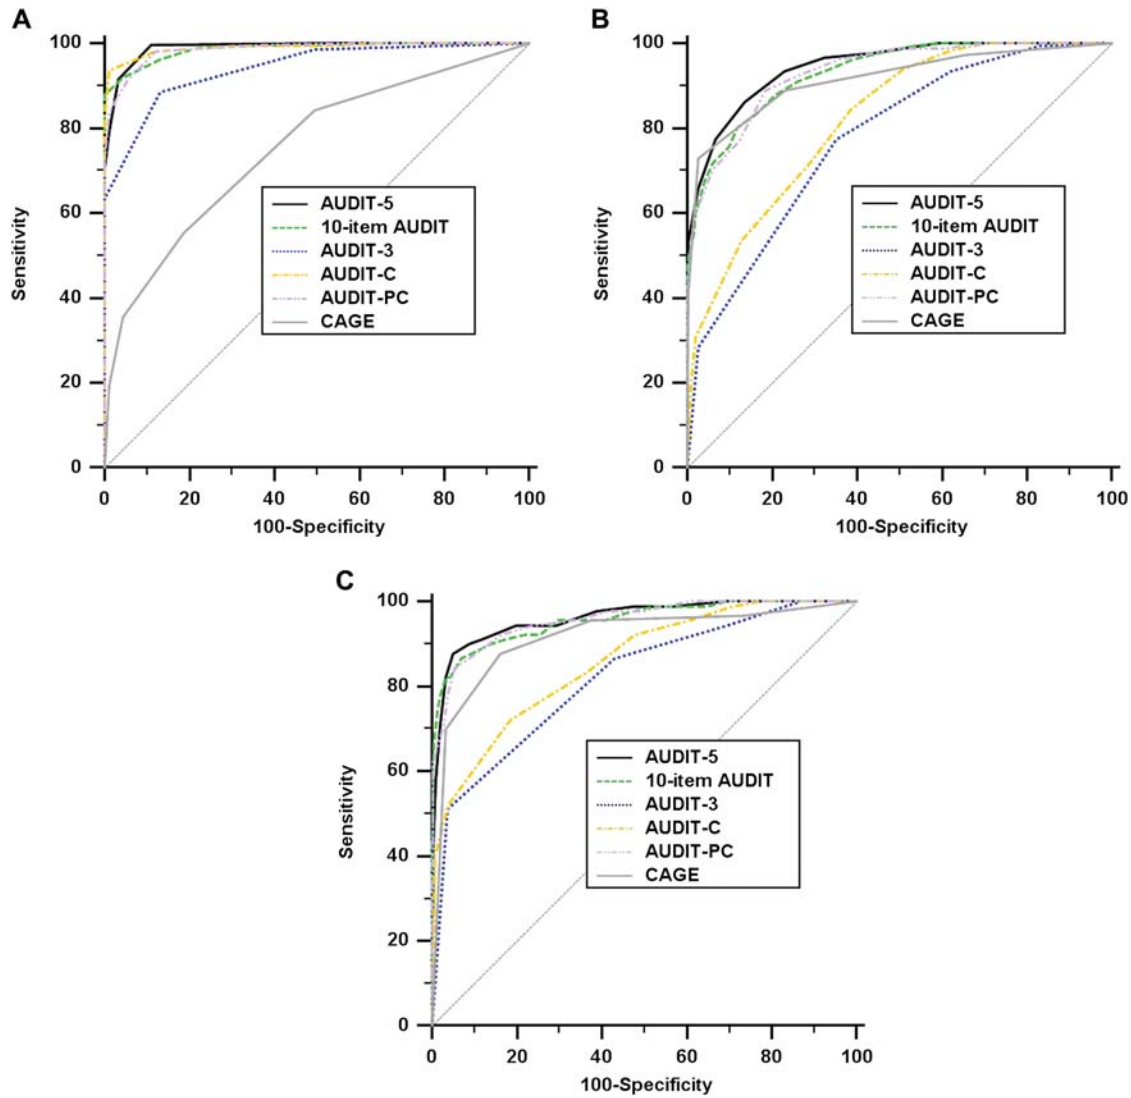 A
100
80
60
40
20
0
Sensitivity
AUDIT-5
10-item AUDIT
AUDIT-3
AUDIT-C
AUDIT-PC
CAGE
0 20 40 60 80 100
100-Specificity
B
100
80
60
40
20
0
Sensitivity
AUDIT-5
10-item AUDIT
AUDIT-3
AUDIT-C
AUDIT-PC
CAGE
0 20 40 60 80 100
100-Specificity
C
100
80
60
40
20
0
Sensitivity
AUDIT-5
10-item AUDIT
AUDIT-3
AUDIT-C
AUDIT-PC
CAGE
0 20 40 60 80 100
100-Specificity